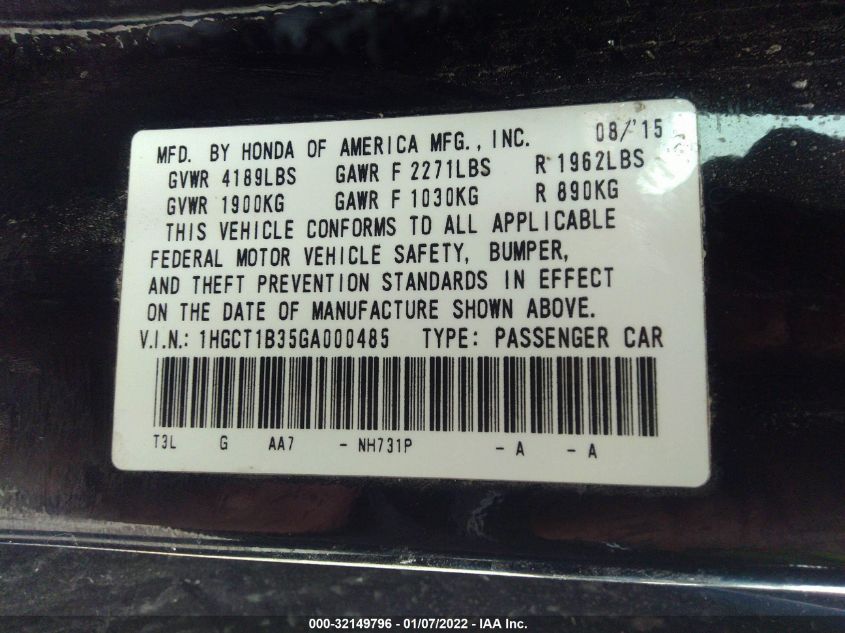 MFD. BY HONDA OF AMERICA MFG., INC. 08/'15
GVWR 4189LBS GAWR F 2271LBS R 1962LBS
GVWR 1900KG GAWR F 1030KG R 890KG
THIS VEHICLE CONFORMS TO ALL APPLICABLE
FEDERAL MOTOR VEHICLE SAFETY, BUMPER,
AND THEFT PREVENTION STANDARDS IN EFFECT
ON THE DATE OF MANUFACTURE SHOWN ABOVE.
V.I.N.: 1HGCT1B35GA000485 TYPE: PASSENGER CAR
T3L G AA7 - NH731P - A - A
000-32149796 - 01/07/2022 - IAA Inc.